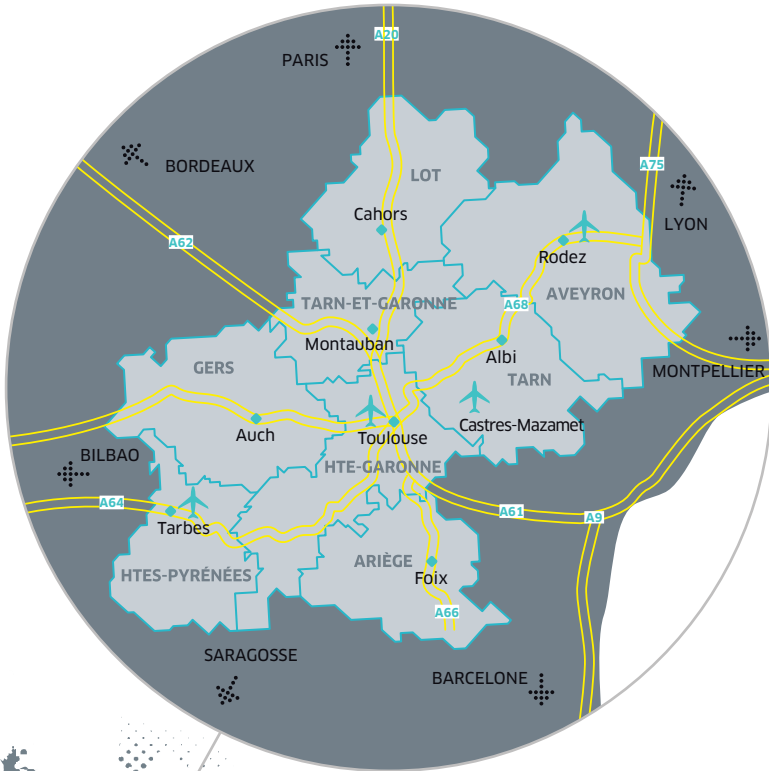 A20
PARIS
BORDEAUX
A75
LOT
LYON
Cahors
A62
Rodez
AVEYRON
TARN-ET-GARONNE
A68
Montauban
Albi
GERS
MONTPELLIER
TARN
Castres-Mazamet
Auch
Toulouse
BILBAO
HTE-GARONNE
A64
A61
A9
Tarbes
ARIÈGE
HTES-PYRÉNÉES
Foix
A66
SARAGOSSE
BARCELONE